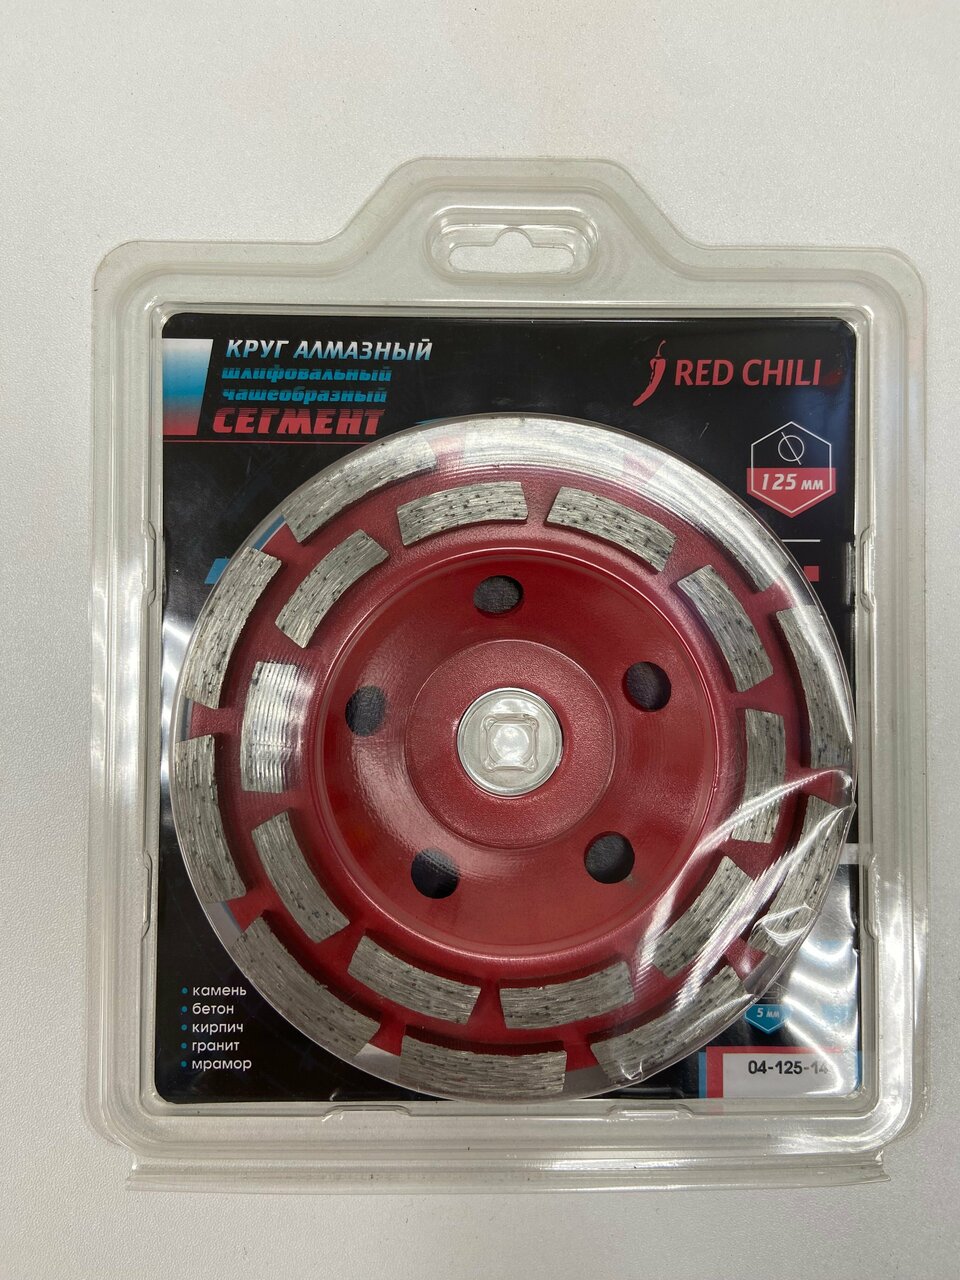 КРУГ АЛМАЗНЫЙ
шлифовальный
чашеобразный
СЕГМЕНТ
RED CHILI
125 мм
камень
бетон
кирпич
гранит
мрамор
5 мм
04-125-14